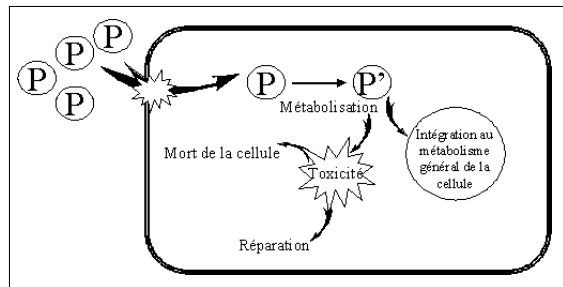 P
P
P
P
P
P'
Métabolisation
Mort de la cellule
Toxicité
Réparation
Intégration au
métabolisme
général de la
cellule